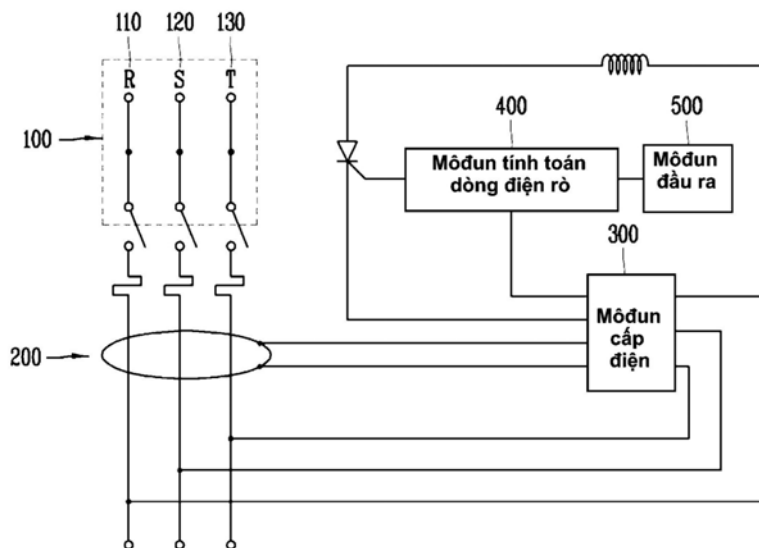 110 120 130
R S T
100
400
Môđun tính toán
dòng điện rò
500
Môđun
đầu ra
300
Môđun
cấp
điện
200